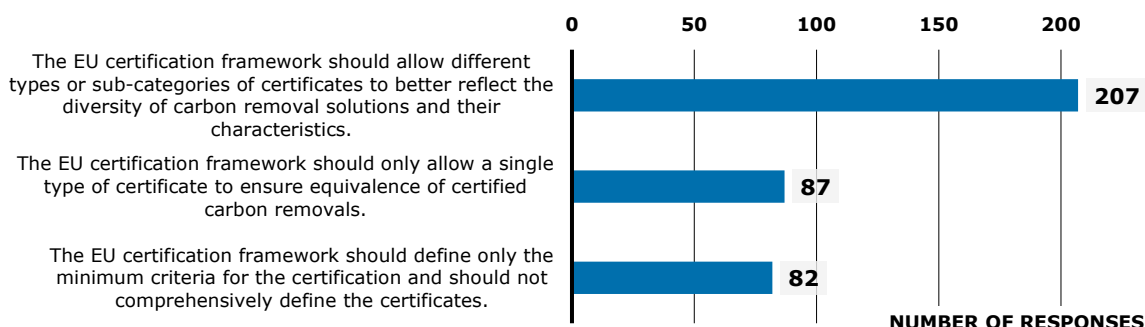 0 50 100 150 200
The EU certification framework should allow different
types or sub-categories of certificates to better reflect the
diversity of carbon removal solutions and their
characteristics.
207
The EU certification framework should only allow a single
type of certificate to ensure equivalence of certified
carbon removals.
87
The EU certification framework should define only the
minimum criteria for the certification and should not
comprehensively define the certificates.
82
NUMBER OF RESPONSES